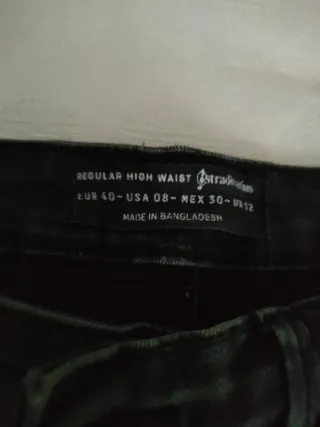 REGULAR HIGH WAIST Stradivarius
EUR 40- USA 08- MEX 30- UK 12
MADE IN BANGLADESH